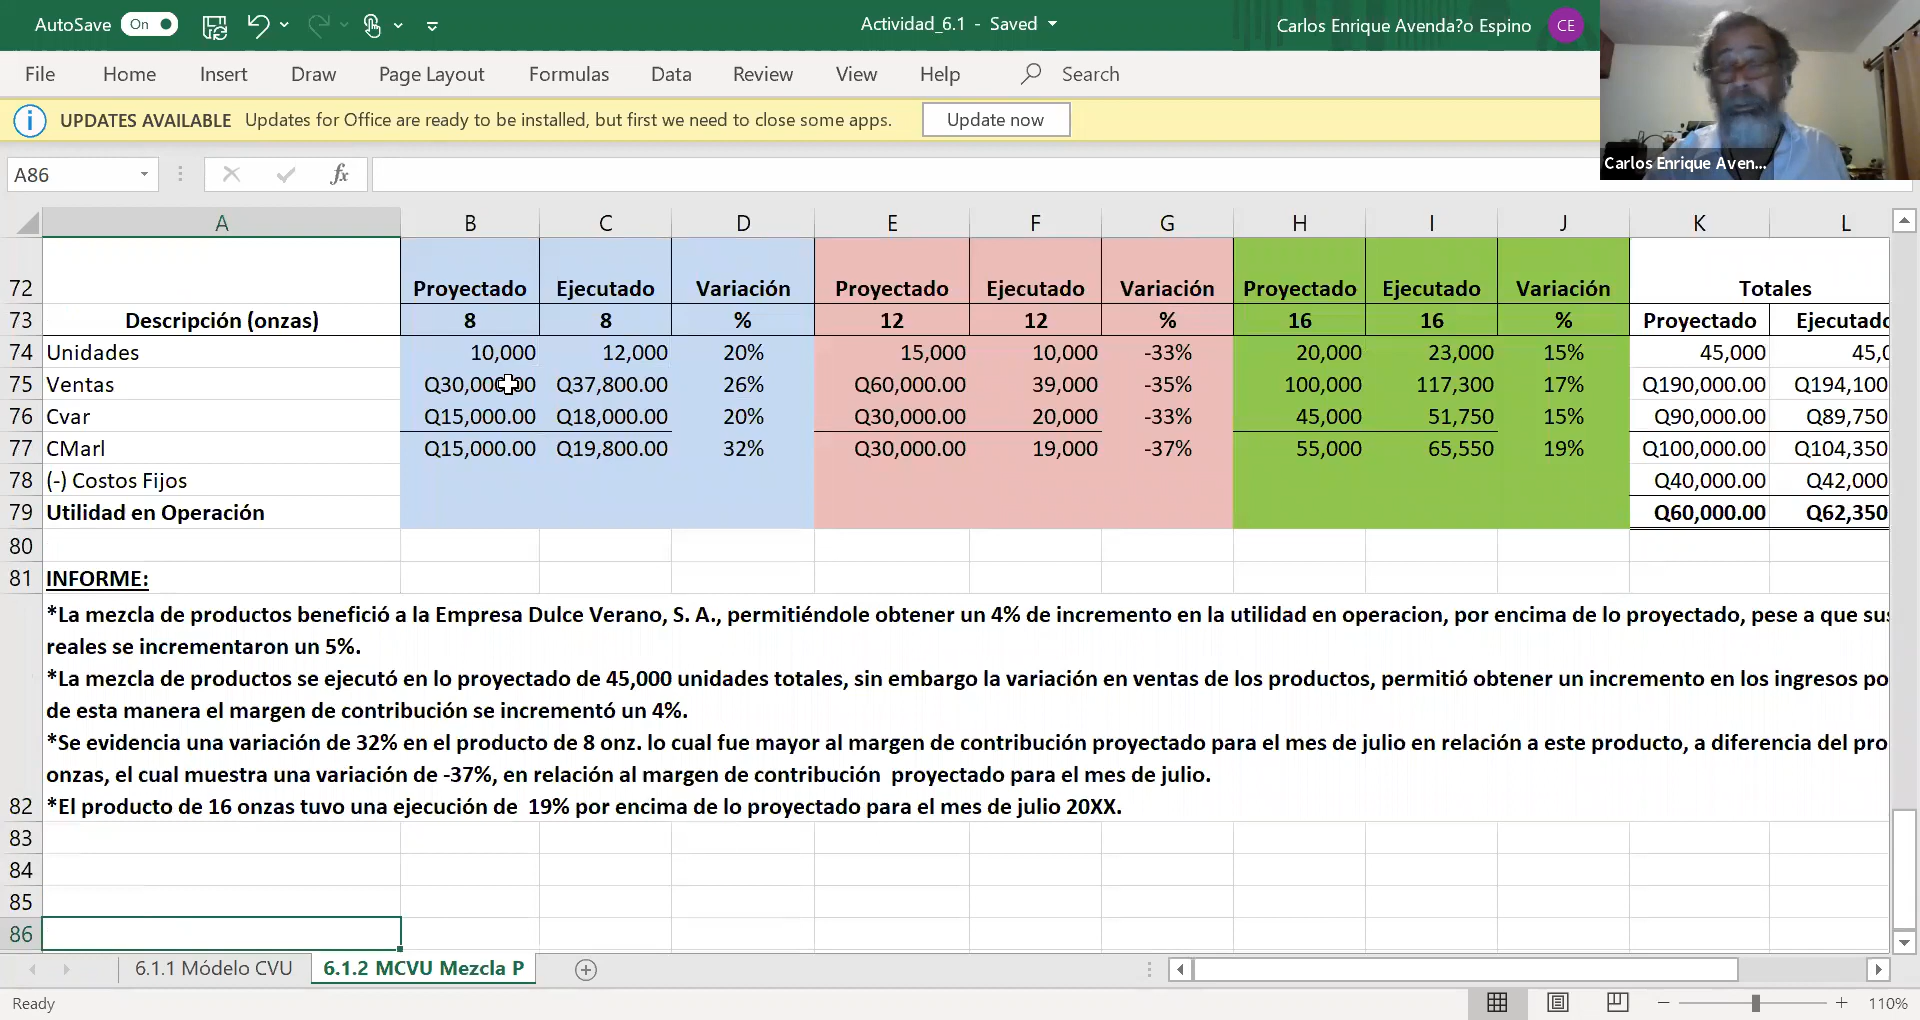 AutoSave On Actividad_6.1 - Saved Carlos Enrique Avenda?o Espino CE
File Home Insert Draw Page Layout Formulas Data Review View Help Search
UPDATES AVAILABLE Updates for Office are ready to be installed, but first we need to close some apps. Update now
Carlos Enrique Aven...
A86 fx
A B C D E F G H I J K L
72 Proyectado Ejecutado Variación Proyectado Ejecutado Variación Proyectado Ejecutado Variación Totales
73 Descripción (onzas) 8 8 % 12 12 % 16 16 % Proyectado Ejecutado
74 Unidades 10,000 12,000 20% 15,000 10,000 -33% 20,000 23,000 15% 45,000 45,0
75 Ventas Q30,000.00 Q37,800.00 26% Q60,000.00 39,000 -35% 100,000 117,300 17% Q190,000.00 Q194,100
76 Cvar Q15,000.00 Q18,000.00 20% Q30,000.00 20,000 -33% 45,000 51,750 15% Q90,000.00 Q89,750
77 CMarl Q15,000.00 Q19,800.00 32% Q30,000.00 19,000 -37% 55,000 65,550 19% Q100,000.00 Q104,350
78 (-) Costos Fijos Q40,000.00 Q42,000
79 Utilidad en Operación Q60,000.00 Q62,350
80
81 INFORME:
*La mezcla de productos benefició a la Empresa Dulce Verano, S. A., permitiéndole obtener un 4% de incremento en la utilidad en operacion, por encima de lo proyectado, pese a que sus
reales se incrementaron un 5%.
*La mezcla de productos se ejecutó en lo proyectado de 45,000 unidades totales, sin embargo la variación en ventas de los productos, permitió obtener un incremento en los ingresos po
de esta manera el margen de contribución se incrementó un 4%.
*Se evidencia una variación de 32% en el producto de 8 onz. lo cual fue mayor al margen de contribución proyectado para el mes de julio en relación a este producto, a diferencia del pro
onzas, el cual muestra una variación de -37%, en relación al margen de contribución proyectado para el mes de julio.
82 *El producto de 16 onzas tuvo una ejecución de 19% por encima de lo proyectado para el mes de julio 20XX.
83
84
85
86
6.1.1 Módelo CVU 6.1.2 MCVU Mezcla P
Ready 110%